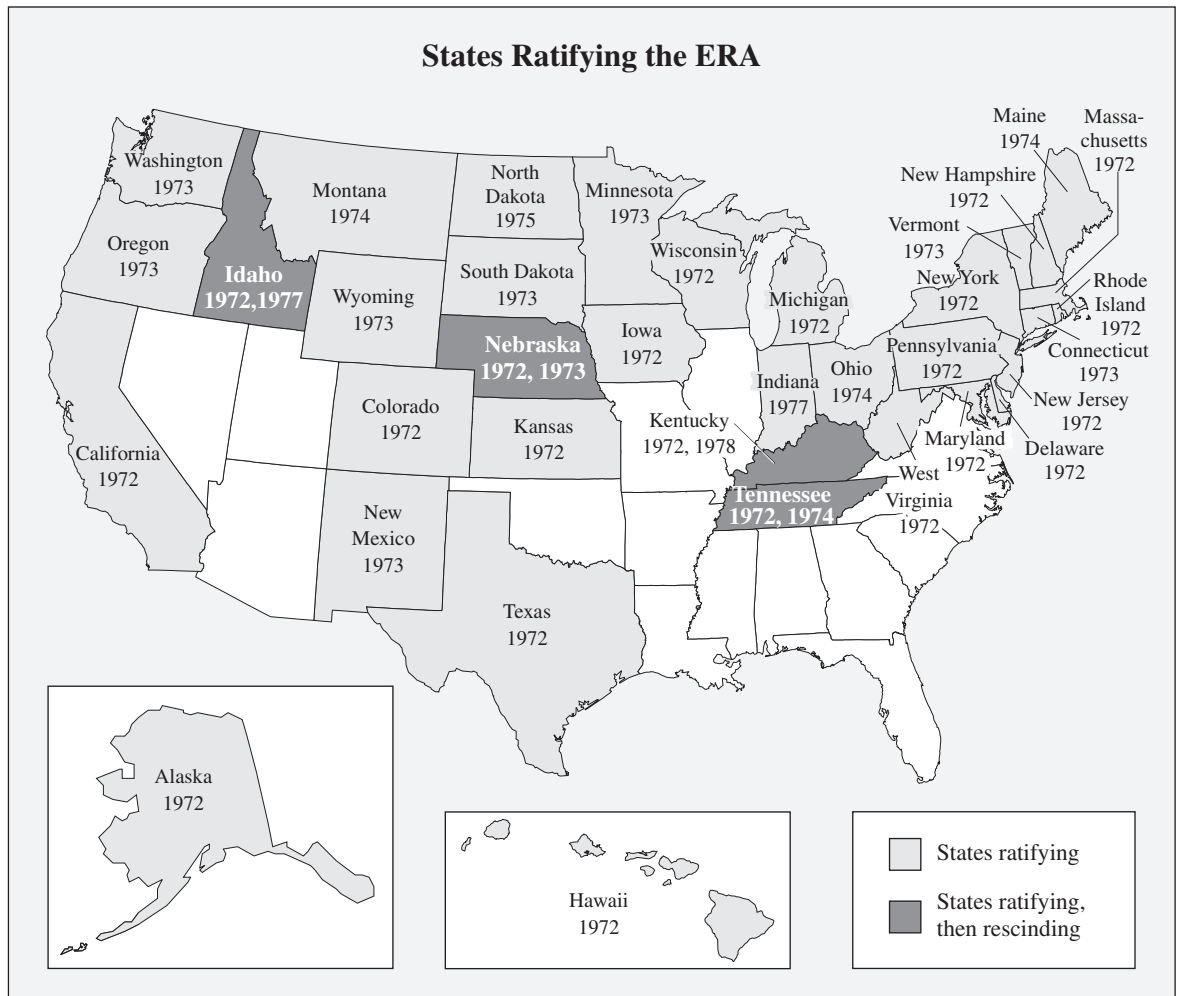 States Ratifying the ERA
Maine
1974
Massa-
chusetts
1972
New Hampshire
1972
Vermont
1973
Washington
1973
Montana
1974
North
Dakota
1975
Minnesota
1973
Oregon
1973
Idaho
1972,1977
Wyoming
1973
South Dakota
1973
Wisconsin
1972
Michigan
1972
New York
1972
Rhode
Island
1972
Connecticut
1973
Nebraska
1972, 1973
Iowa
1972
Indiana
1977
Ohio
1974
Pennsylvania
1972
New Jersey
1972
Maryland
1972
Delaware
1972
California
1972
Colorado
1972
Kansas
1972
Kentucky
1972, 1978
West
Virginia
1972
Tennessee
1972, 1974
New
Mexico
1973
Texas
1972
Alaska
1972
Hawaii
1972
States ratifying
States ratifying,
then rescinding